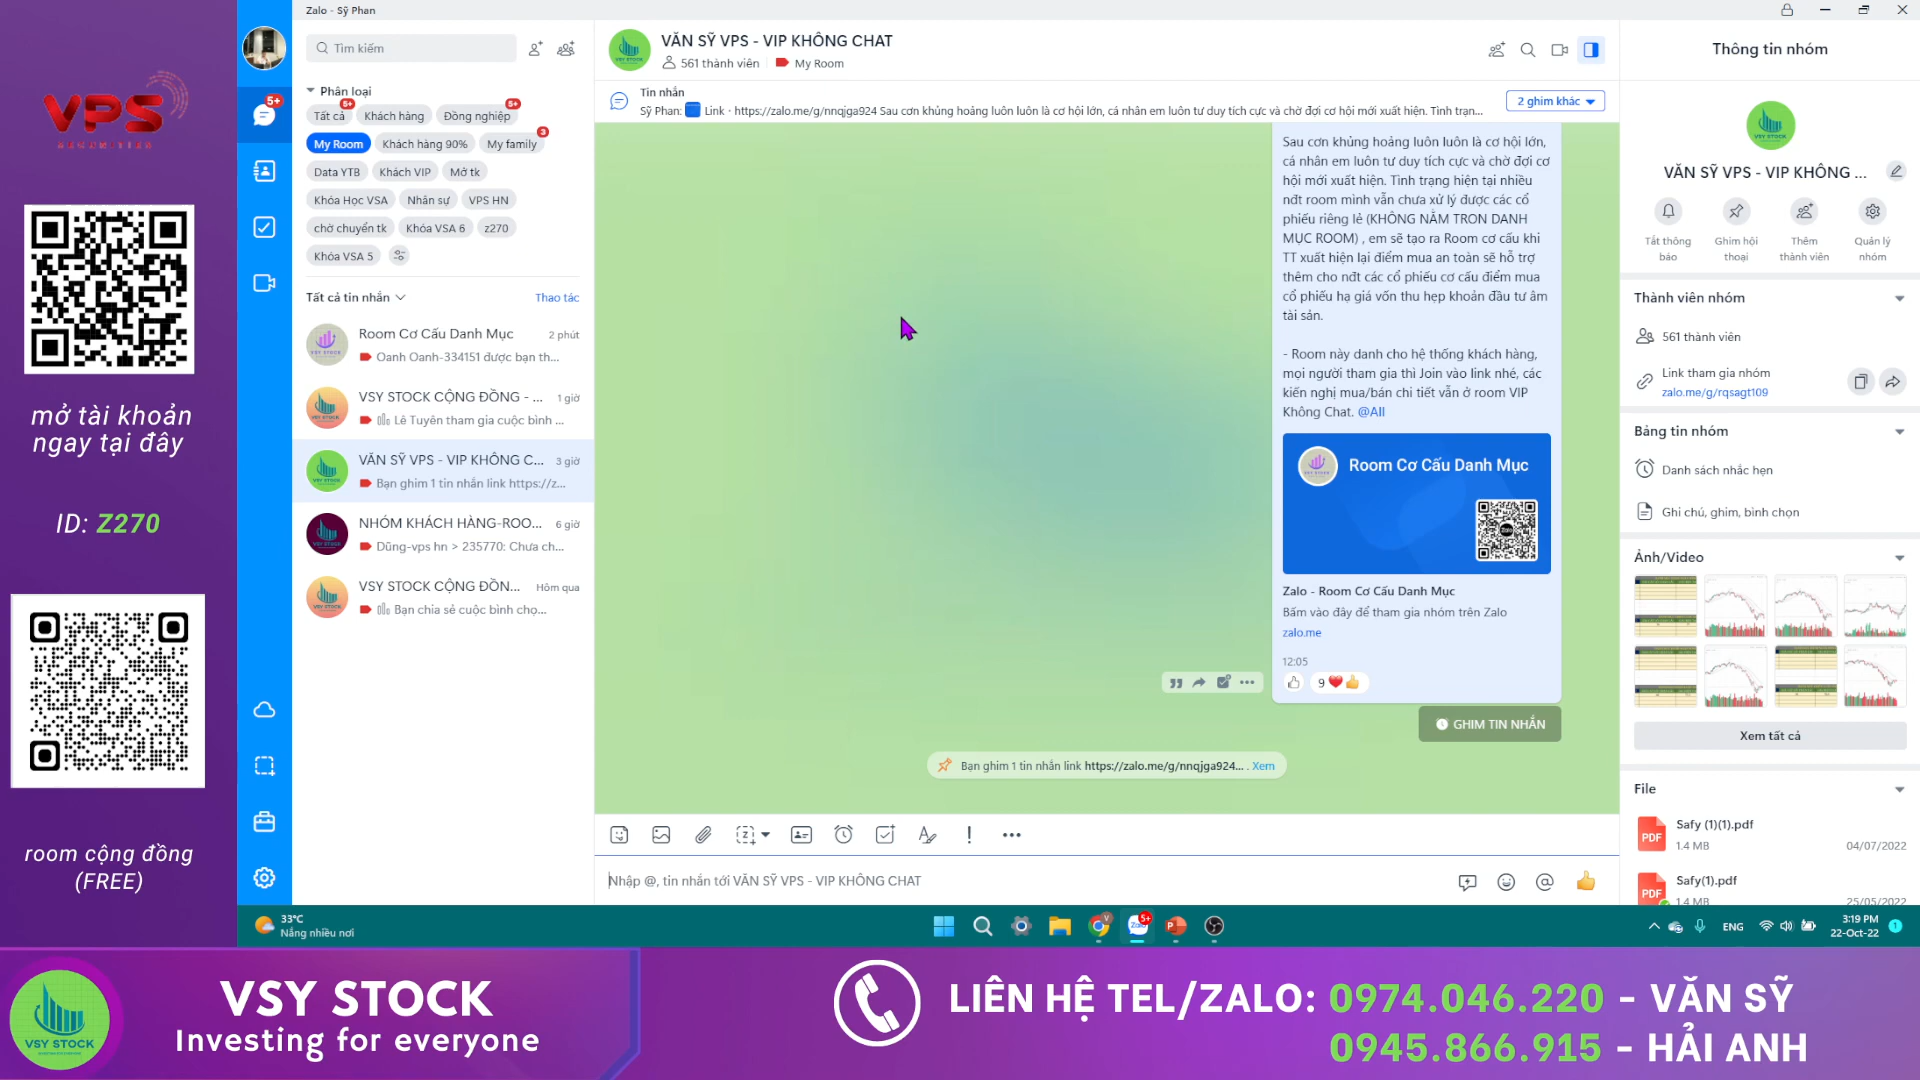 VPS
mở tài khoản
ngay tại đây
ID: Z270
room cộng đồng
(FREE)
Zalo - Sỹ Phan
Tìm kiếm
Phân loại
Tất cả 5+
Khách hàng
Đồng nghiệp 5+
My Room
Khách hàng 90%
My family 3
Data YTB
Khách VIP
Mở tk
Khóa Học VSA
Nhân sự
VPS HN
chờ chuyển tk
Khóa VSA 6
z270
Khóa VSA 5
5+
Tất cả tin nhắn
Thao tác
Room Cơ Cấu Danh Mục
2 phút
Oanh Oanh-334151 được bạn th...
VSY STOCK CỘNG ĐỒNG - ...
1 giờ
Lê Tuyên tham gia cuộc bình ...
VĂN SỸ VPS - VIP KHÔNG C...
3 giờ
Bạn ghim 1 tin nhắn link https://z...
NHÓM KHÁCH HÀNG-ROO...
6 giờ
Dũng-vps hn > 235770: Chưa ch...
VSY STOCK CỘNG ĐỒN...
Hôm qua
Bạn chia sẻ cuộc bình chọ...
VĂN SỸ VPS - VIP KHÔNG CHAT
561 thành viên
My Room
Tin nhắn
Sỹ Phan: Link · https://zalo.me/g/nnqjga924 Sau cơn khủng hoảng luôn luôn là cơ hội lớn, cá nhân em luôn tư duy tích cực và chờ đợi cơ hội mới xuất hiện. Tình trạn...
2 ghim khác
Sau cơn khủng hoảng luôn luôn là cơ hội lớn,
cá nhân em luôn tư duy tích cực và chờ đợi cơ
hội mới xuất hiện. Tình trạng hiện tại nhiều
nđt room mình vẫn chưa xử lý được các cổ
phiếu riêng lẻ (KHÔNG NẰM TRON DANH
MỤC ROOM) , em sẽ tạo ra Room cơ cấu khi
TT xuất hiện lại điểm mua an toàn sẽ hỗ trợ
thêm cho nđt các cổ phiếu cơ cấu điểm mua
cổ phiếu hạ giá vốn thu hẹp khoản đầu tư âm
tài sản.
- Room này danh cho hệ thống khách hàng,
mọi người tham gia thì Join vào link nhé, các
kiến nghị mua/bán chi tiết vẫn ở room VIP
Không Chat. @All
Room Cơ Cấu Danh Mục
Zalo
Zalo - Room Cơ Cấu Danh Mục
Bấm vào đây để tham gia nhóm trên Zalo
zalo.me
12:05
9
GHIM TIN NHẮN
Bạn ghim 1 tin nhắn link https://zalo.me/g/nnqjga924... . Xem
Nhập @, tin nhắn tới VĂN SỸ VPS - VIP KHÔNG CHAT
Thông tin nhóm
VĂN SỸ VPS - VIP KHÔNG ...
Tắt thông
báo
Ghim hội
thoại
Thêm
thành viên
Quản lý
nhóm
Thành viên nhóm
561 thành viên
Link tham gia nhóm
zalo.me/g/rqsagt109
Bảng tin nhóm
Danh sách nhắc hẹn
Ghi chú, ghim, bình chọn
Ảnh/Video
Xem tất cả
File
PDF
Safy (1)(1).pdf
1.4 MB
04/07/2022
PDF
Safy(1).pdf
1.4 MB
25/05/2022
33°C
Nắng nhiều nơi
5+
ENG
3:19 PM
22-Oct-22
1
VSY STOCK
VSY STOCK
Investing for everyone
LIÊN HỆ TEL/ZALO: 0974.046.220 - VĂN SỸ
0945.866.915 - HẢI ANH